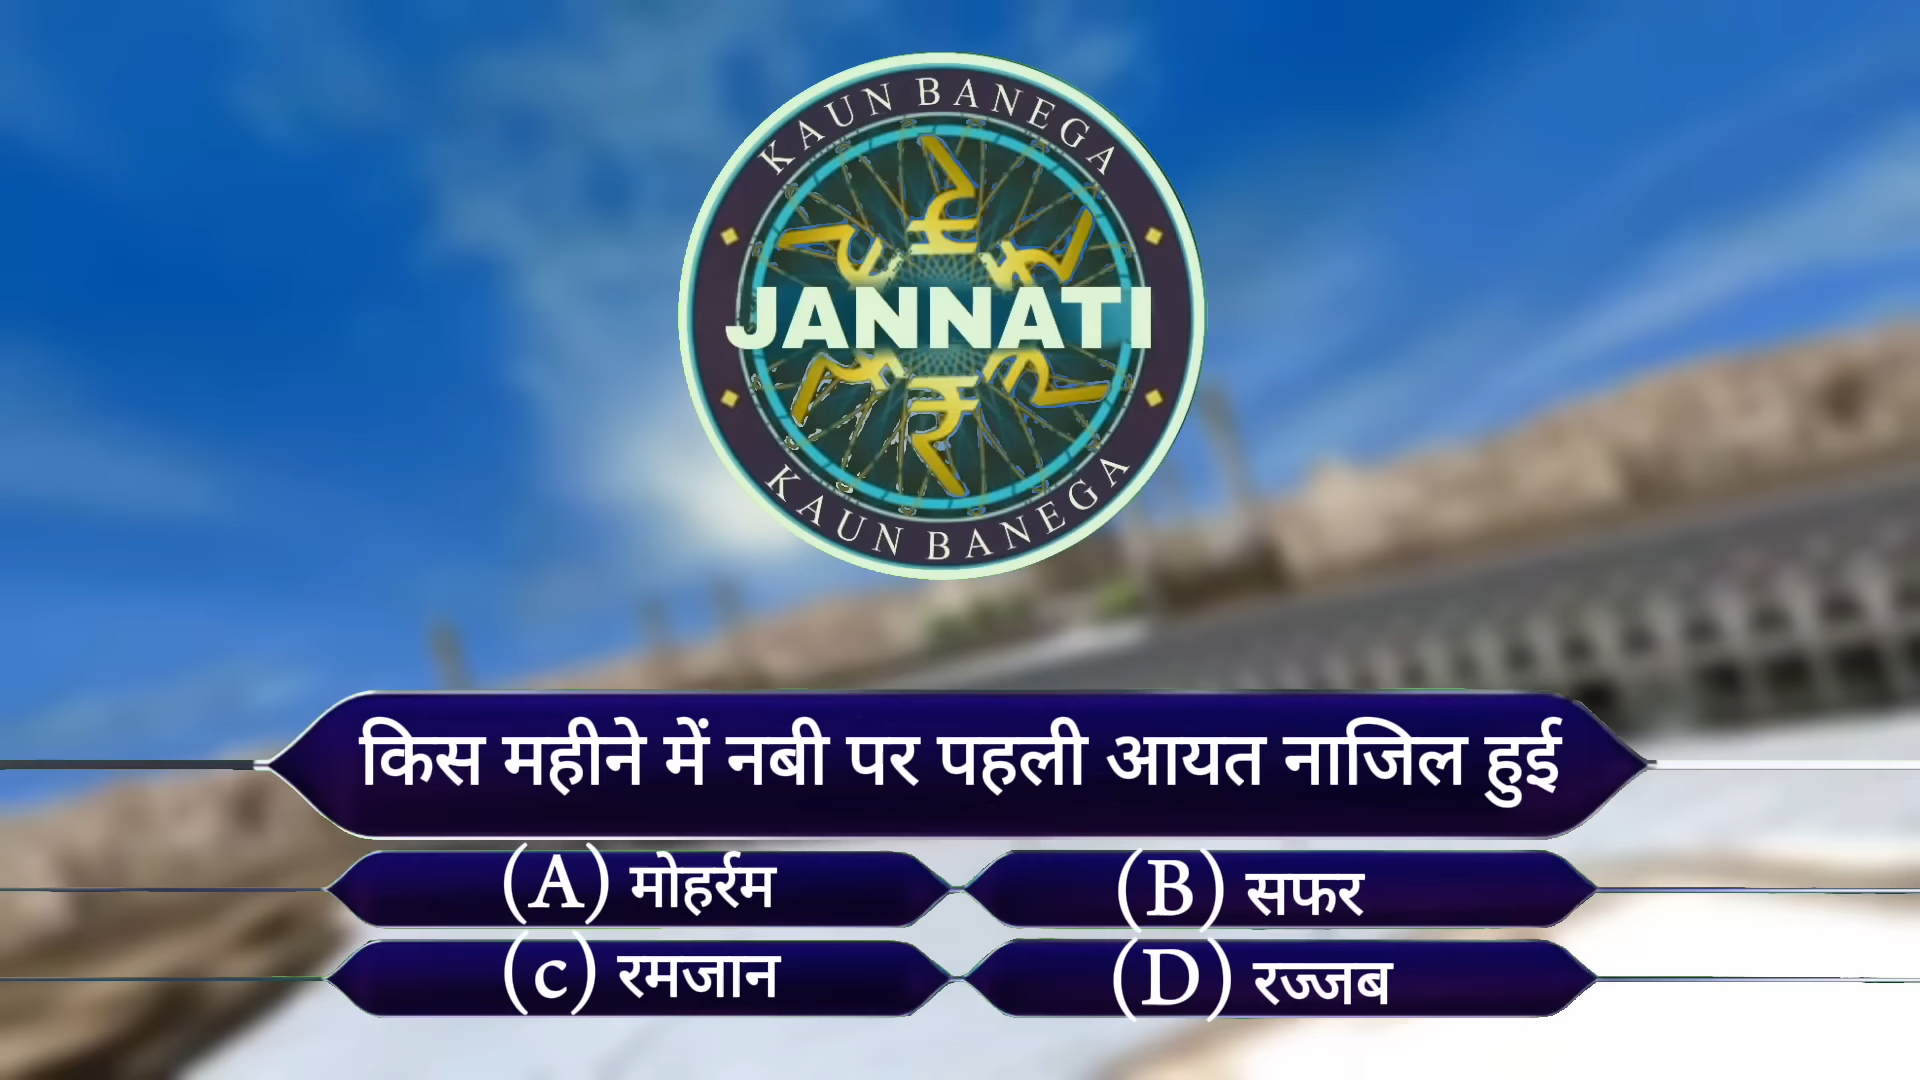 KAUN BANEGA
JANNATI
KAUN BANEGA
किस महीने में नबी पर पहली आयत नाजिल हुई
(A) मोहर्रम
(B) सफर
(c) रमजान
(D) रज्जब